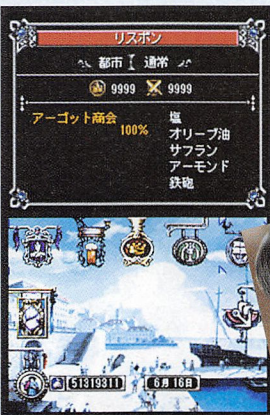 リスボン
都市 通常
9999 9999
アーゴット商会 塩
100% オリーブ油
サフラン
アーモンド
鉄砲
51319311 6月16日